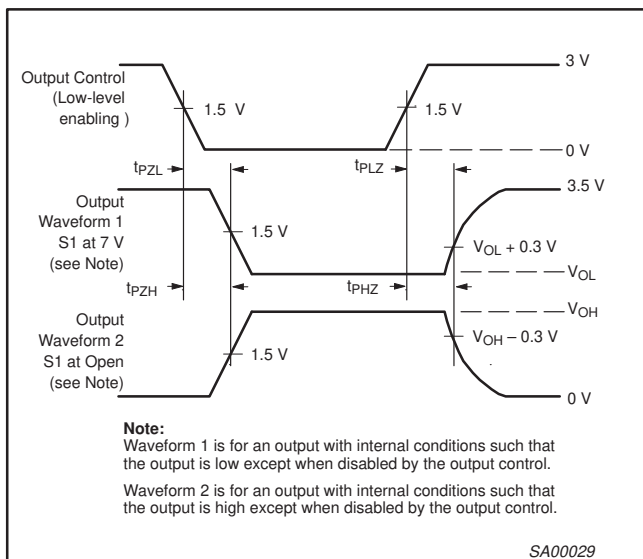 3 V
Output Control
(Low-level
enabling )
1.5 V
1.5 V
0 V
tPZL
tPLZ
3.5 V
Output
Waveform 1
S1 at 7 V
(see Note)
1.5 V
VOL + 0.3 V
VOL
tPZH
tPHZ
VOH
Output
Waveform 2
S1 at Open
(see Note)
1.5 V
VOH – 0.3 V
0 V
Note:
Waveform 1 is for an output with internal conditions such that
the output is low except when disabled by the output control.
Waveform 2 is for an output with internal conditions such that
the output is high except when disabled by the output control.
SA00029